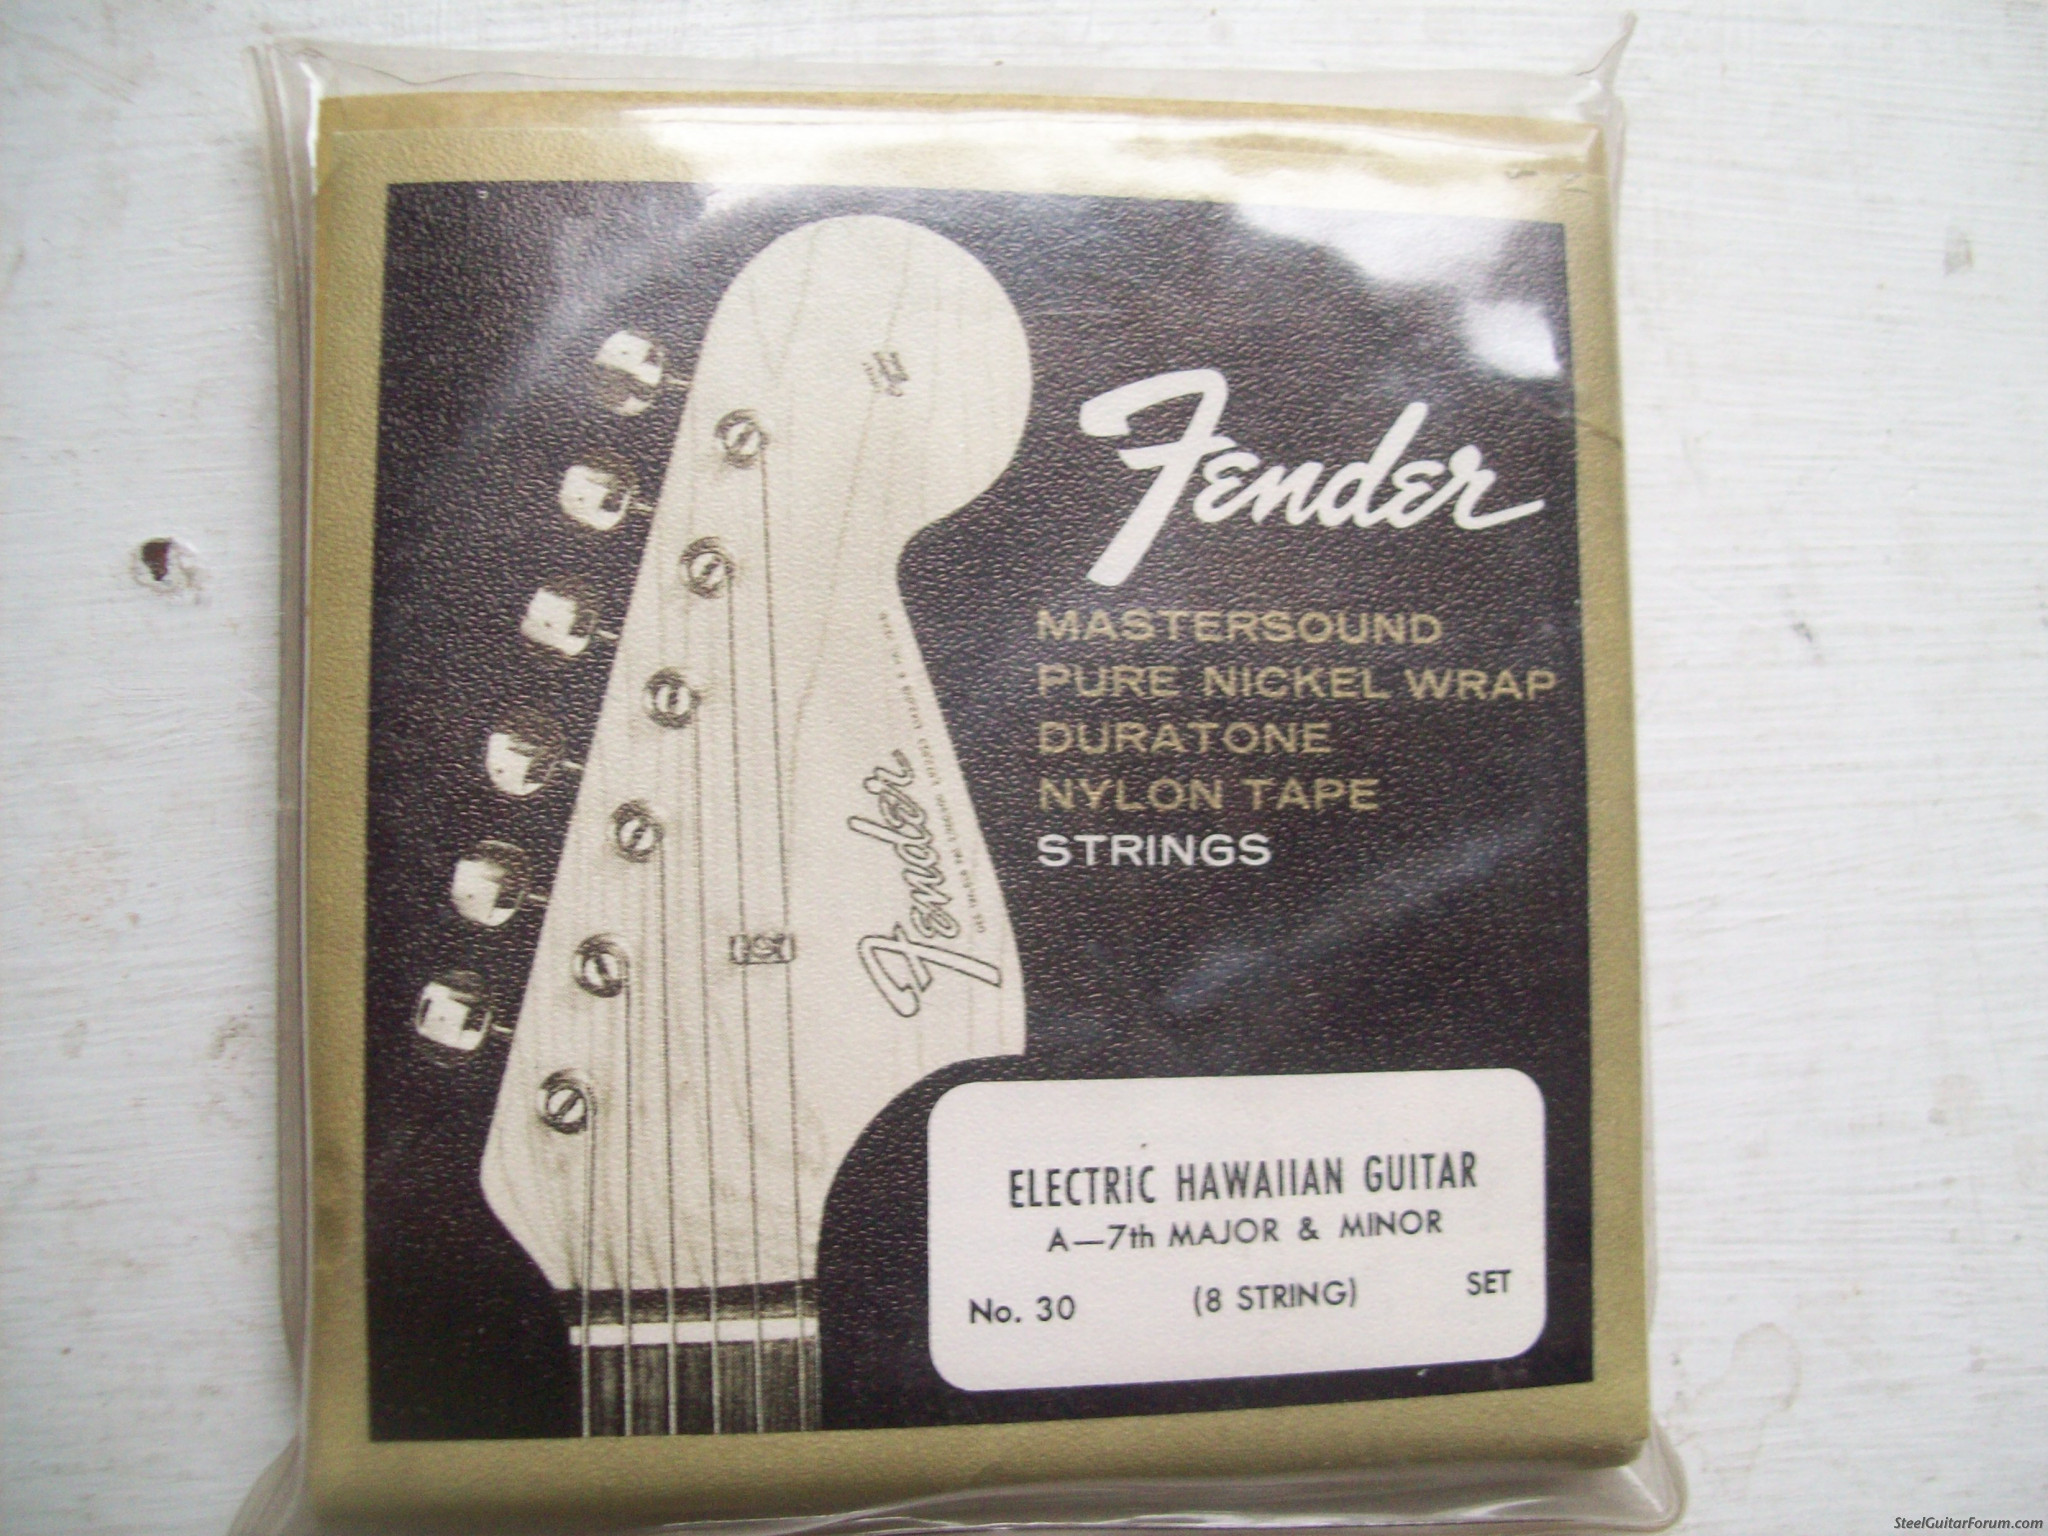 Fender
MASTERSOUND
PURE NICKEL WRAP
DURATONE
NYLON TAPE
STRINGS
Fender
ELECTRIC HAWAIIAN GUITAR
A—7th MAJOR & MINOR
No. 30 (8 STRING) SET
SteelGuitarForum.com